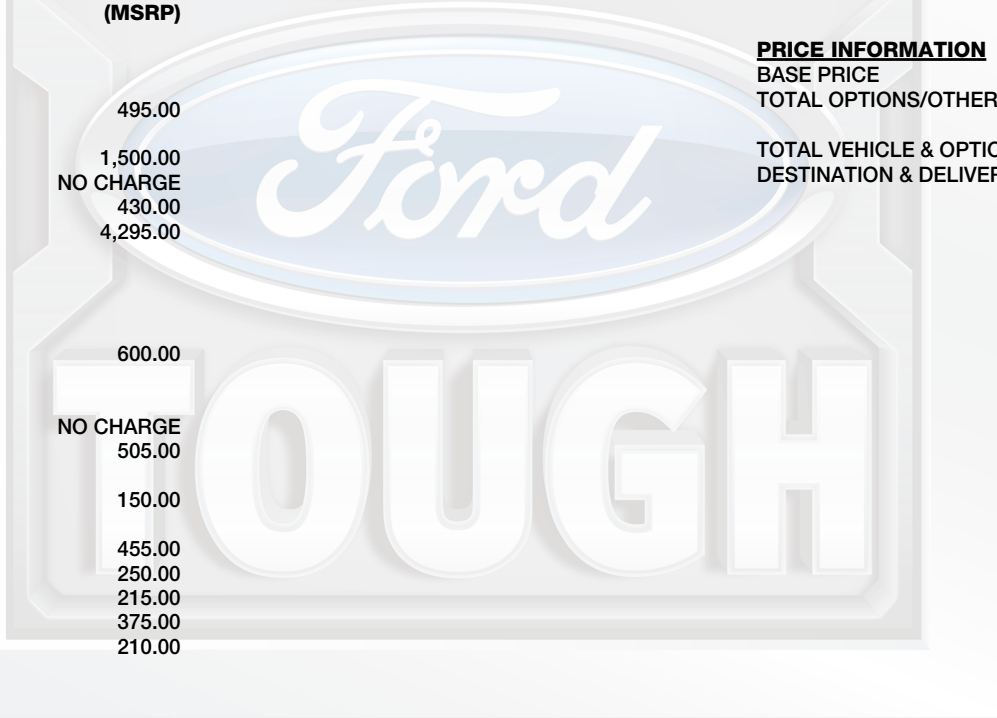 (MSRP)
495.00
1,500.00
NO CHARGE
430.00
4,295.00
600.00
NO CHARGE
505.00
150.00
455.00
250.00
215.00
375.00
210.00
PRICE INFORMATION
BASE PRICE
TOTAL OPTIONS/OTHER
TOTAL VEHICLE & OPTIO
DESTINATION & DELIVER
Ford
TOUGH